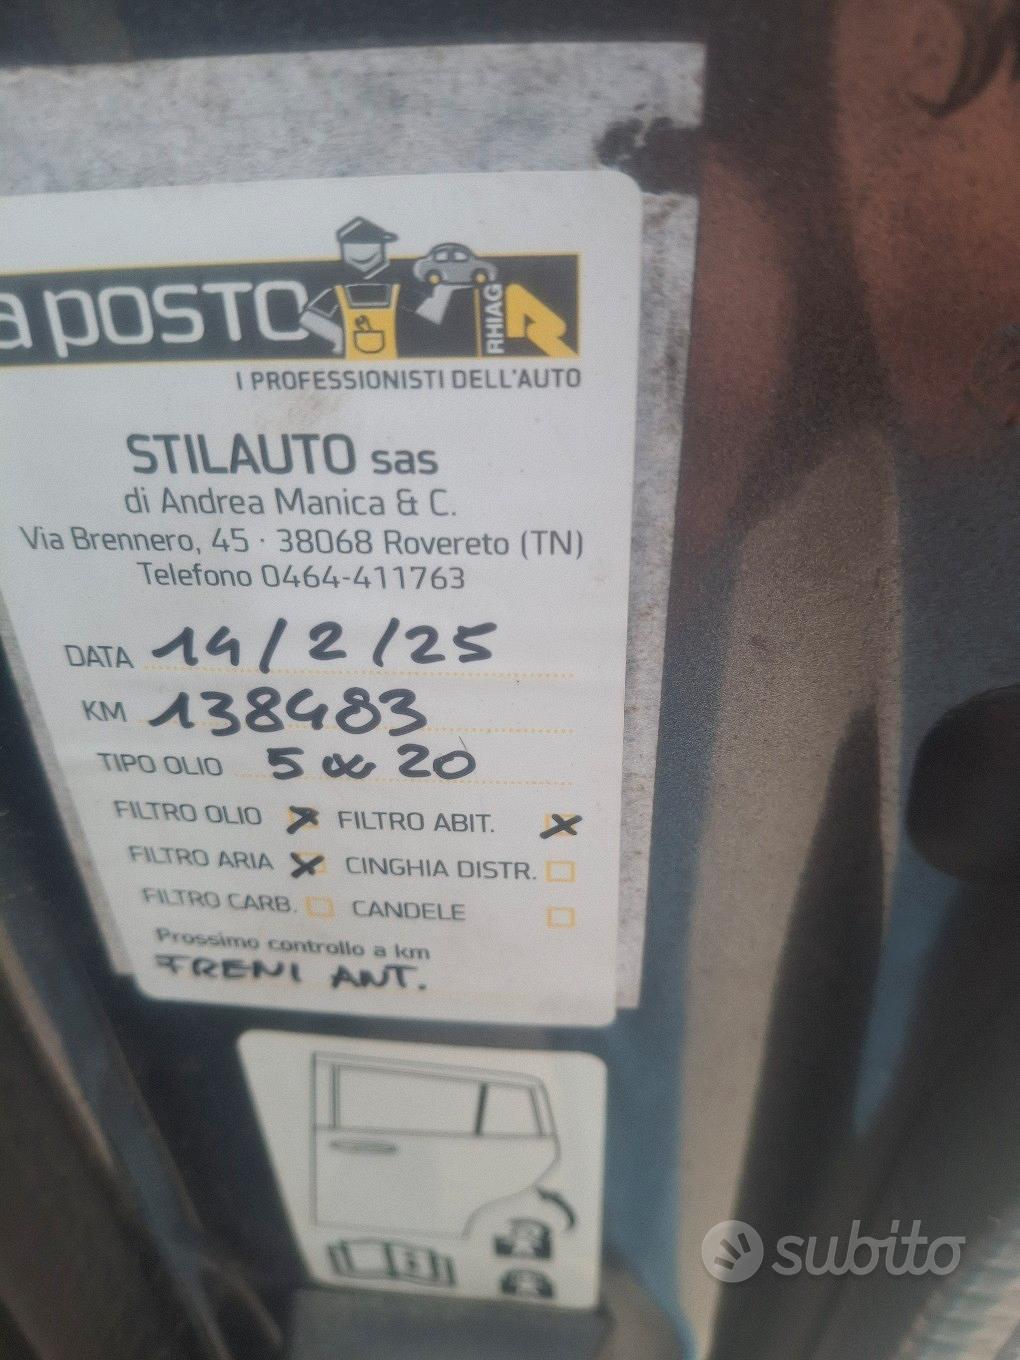 a posto
RHIAG
I PROFESSIONISTI DELL'AUTO
STILAUTO sas
di Andrea Manica & C.
Via Brennero, 45 · 38068 Rovereto (TN)
Telefono 0464-411763
DATA 14/2/25
KM 138483
TIPO OLIO 5 W 20
FILTRO OLIO FILTRO ABIT.
FILTRO ARIA CINGHIA DISTR.
FILTRO CARB. CANDELE
Prossimo controllo a km
FRENI ANT.
subito